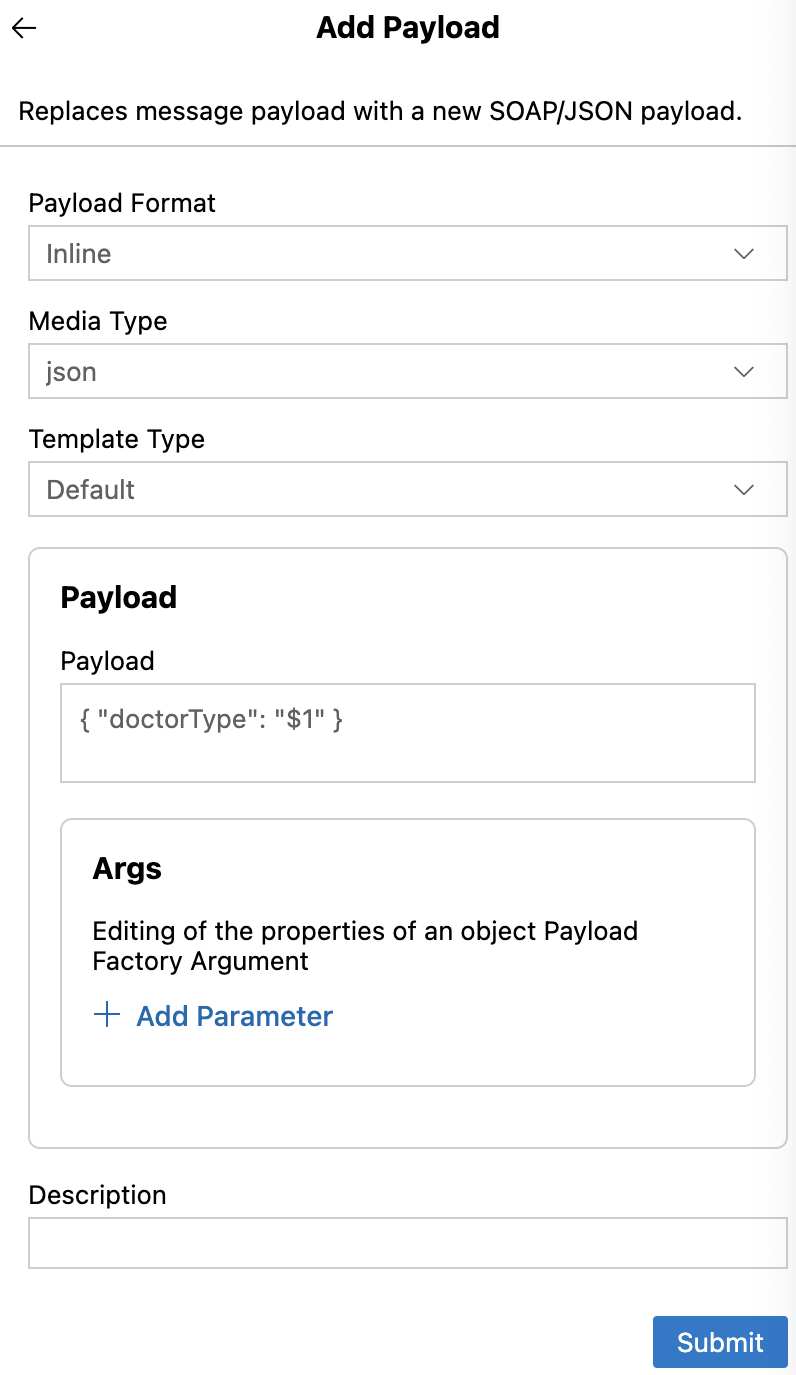 Add Payload
Replaces message payload with a new SOAP/JSON payload.
Payload Format
Inline
Media Type
json
Template Type
Default
Payload
Payload
{ "doctorType": "$1" }
Args
Editing of the properties of an object Payload
Factory Argument
Add Parameter
Description
Submit